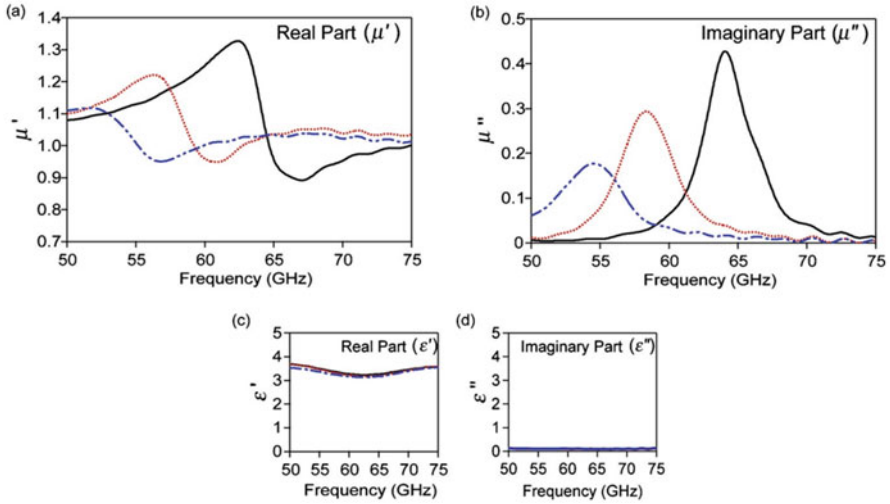 (a)
Real Part (μ′)
1.4
1.3
1.2
1.1
1.0
0.9
0.8
0.7
μ′
50 55 60 65 70 75
Frequency (GHz)
(b)
Imaginary Part (μ″)
0.5
0.4
0.3
0.2
0.1
0
μ″
50 55 60 65 70 75
Frequency (GHz)
(c)
Real Part (ε′)
5
4
3
2
1
0
ε′
50 55 60 65 70 75
Frequency (GHz)
(d)
Imaginary Part (ε″)
5
4
3
2
1
0
ε″
50 55 60 65 70 75
Frequency (GHz)